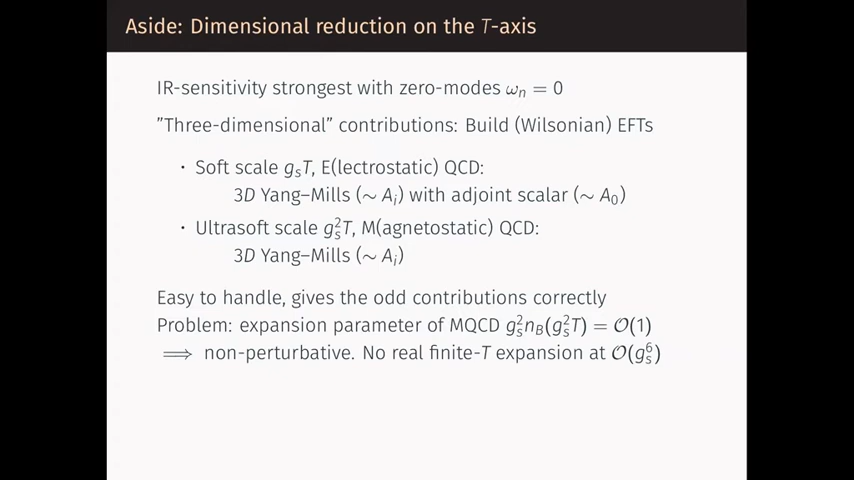 Aside: Dimensional reduction on the T-axis
IR-sensitivity strongest with zero-modes ωₙ = 0
”Three-dimensional” contributions: Build (Wilsonian) EFTs
· Soft scale gₛT, E(lectrostatic) QCD:
3D Yang–Mills (∼ Aᵢ) with adjoint scalar (∼ A₀)
· Ultrasoft scale gₛ²T, M(agnetostatic) QCD:
3D Yang–Mills (∼ Aᵢ)
Easy to handle, gives the odd contributions correctly
Problem: expansion parameter of MQCD gₛ²n_B(gₛ²T) = 𝒪(1)
⟹ non-perturbative. No real finite-T expansion at 𝒪(gₛ⁶)